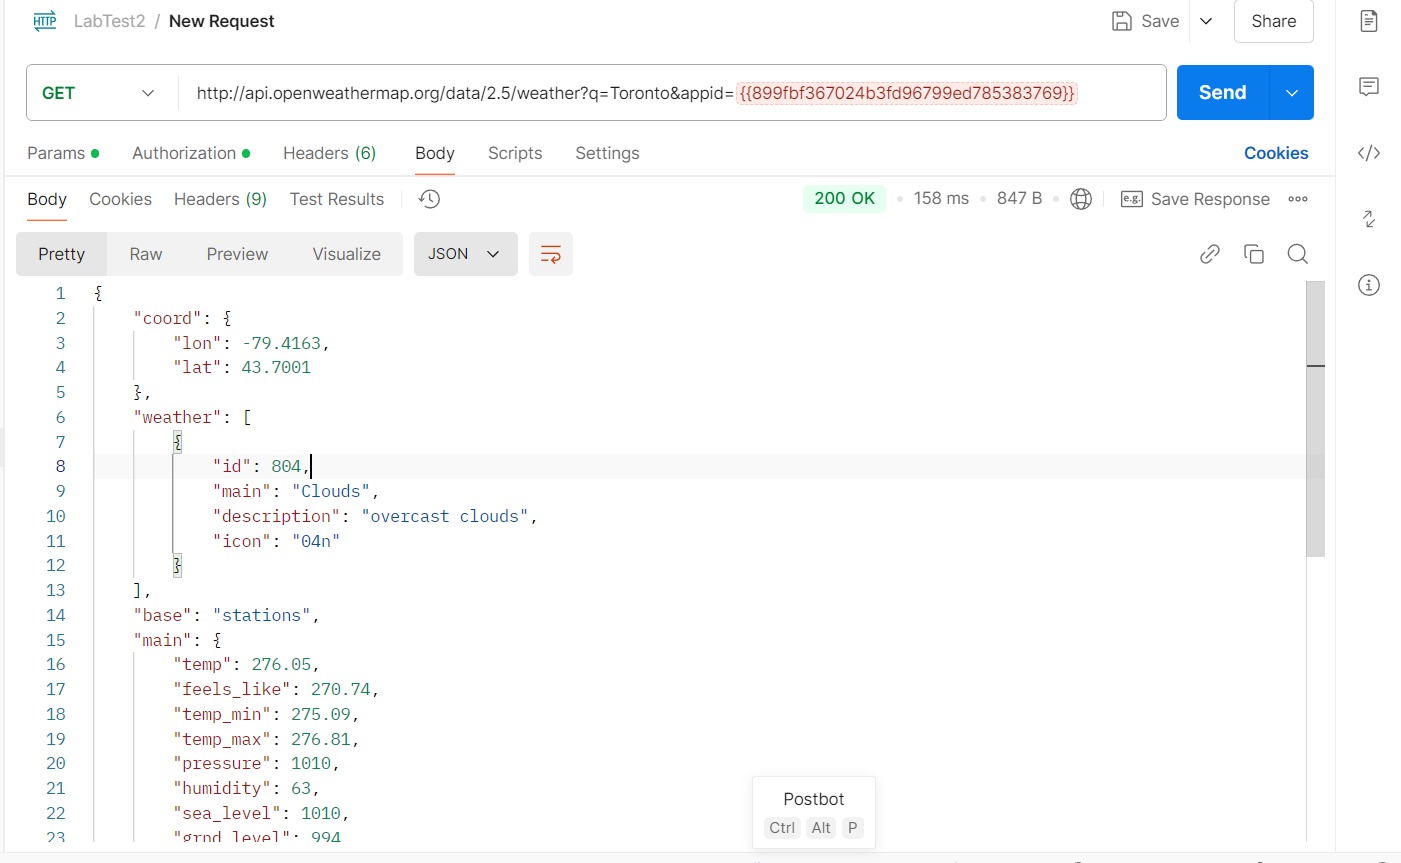 HTTP LabTest2 / New Request Save Share
GET http://api.openweathermap.org/data/2.5/weather?q=Toronto&appid={{899fbf367024b3fd96799ed785383769}} Send
Params Authorization Headers (6) Body Scripts Settings Cookies
Body Cookies Headers (9) Test Results 200 OK 158 ms 847 B e.g. Save Response
Pretty Raw Preview Visualize JSON
1 {
2 "coord": {
3 "lon": -79.4163,
4 "lat": 43.7001
5 },
6 "weather": [
7 {
8 "id": 804,
9 "main": "Clouds",
10 "description": "overcast clouds",
11 "icon": "04n"
12 }
13 ],
14 "base": "stations",
15 "main": {
16 "temp": 276.05,
17 "feels_like": 270.74,
18 "temp_min": 275.09,
19 "temp_max": 276.81,
20 "pressure": 1010,
21 "humidity": 63,
22 "sea_level": 1010,
23 "grnd_level": 994
Postbot
Ctrl Alt P